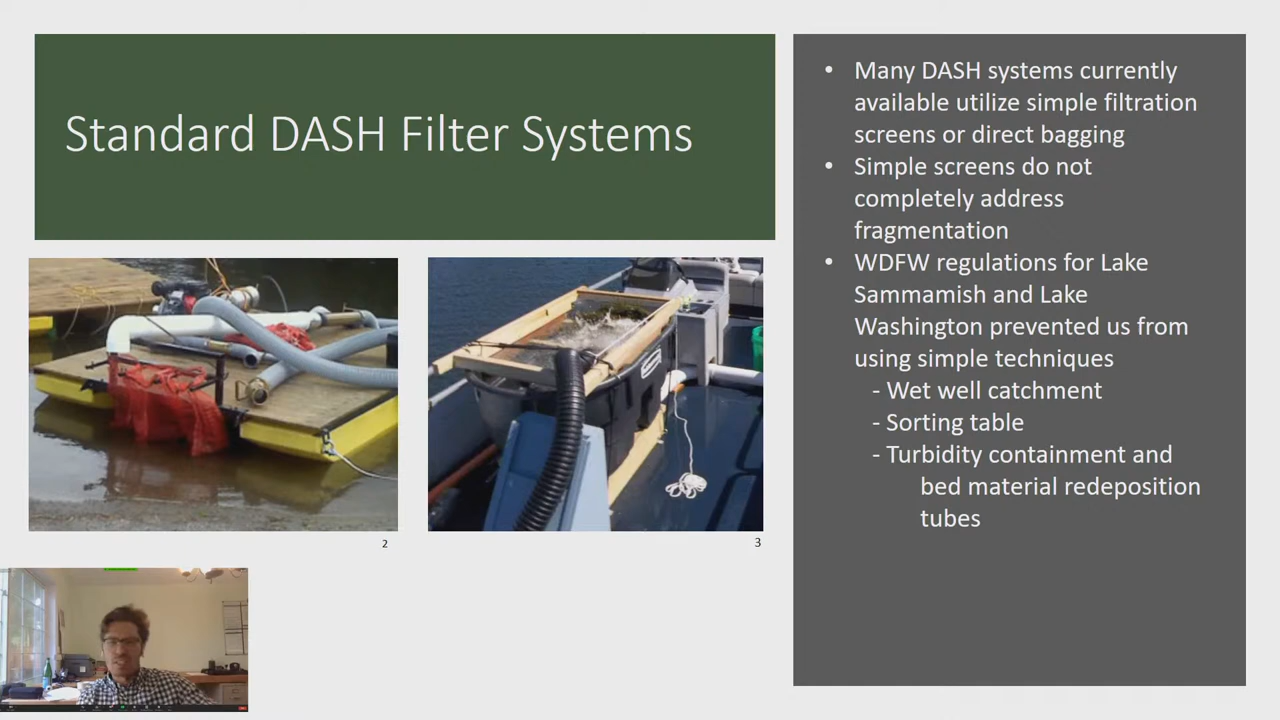 Standard DASH Filter Systems
• Many DASH systems currently
available utilize simple filtration
screens or direct bagging
• Simple screens do not
completely address
fragmentation
• WDFW regulations for Lake
Sammamish and Lake
Washington prevented us from
using simple techniques
- Wet well catchment
- Sorting table
- Turbidity containment and
bed material redeposition
tubes
2
3